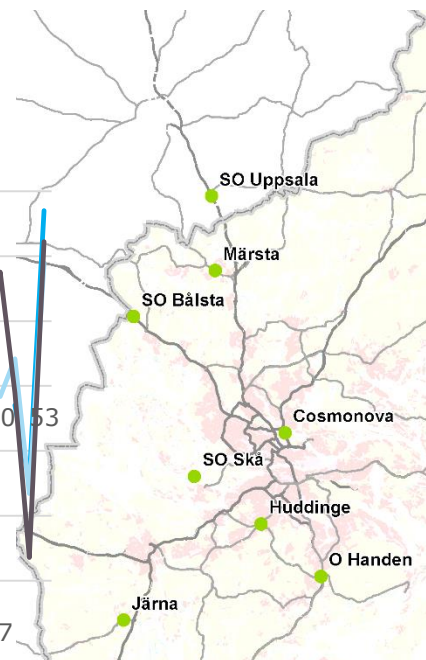 SO Uppsala
Märsta
SO Bålsta
0 53
Cosmonova
SO Skå
Huddinge
O Handen
Järna
7